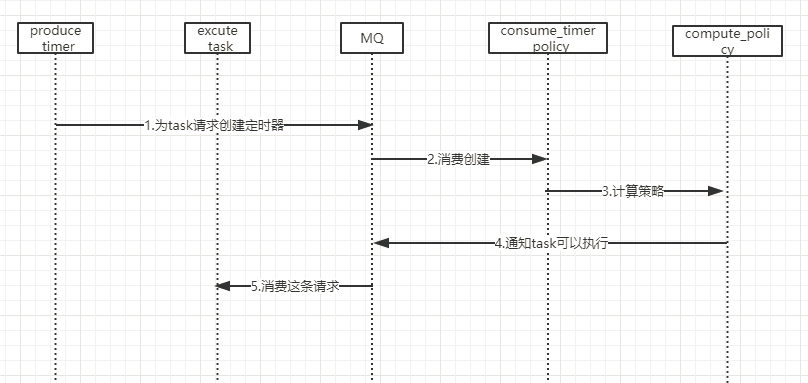 produce
timer
excute
task
MQ
consume_timer
policy
compute_poli
cy
1.为task请求创建定时器
2.消费创建
3.计算策略
4.通知task可以执行
5.消费这条请求